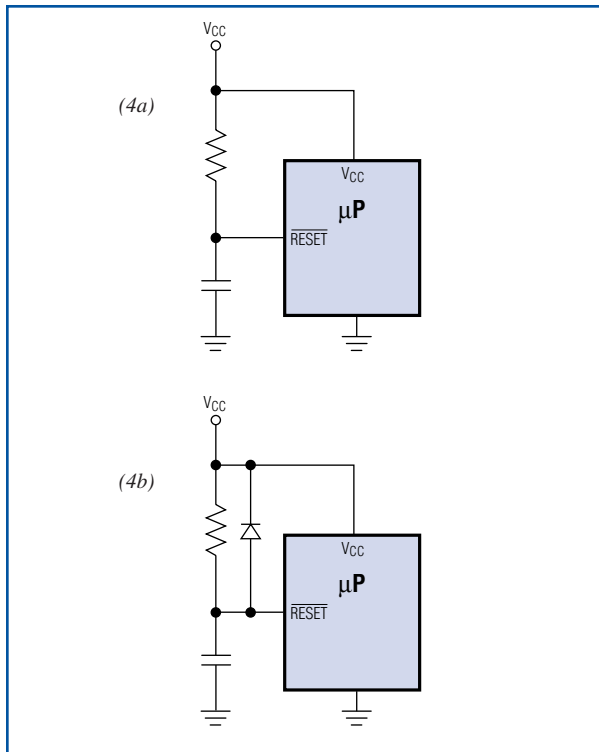 VCC
(4a)
VCC
μP
RESET
VCC
(4b)
VCC
μP
RESET